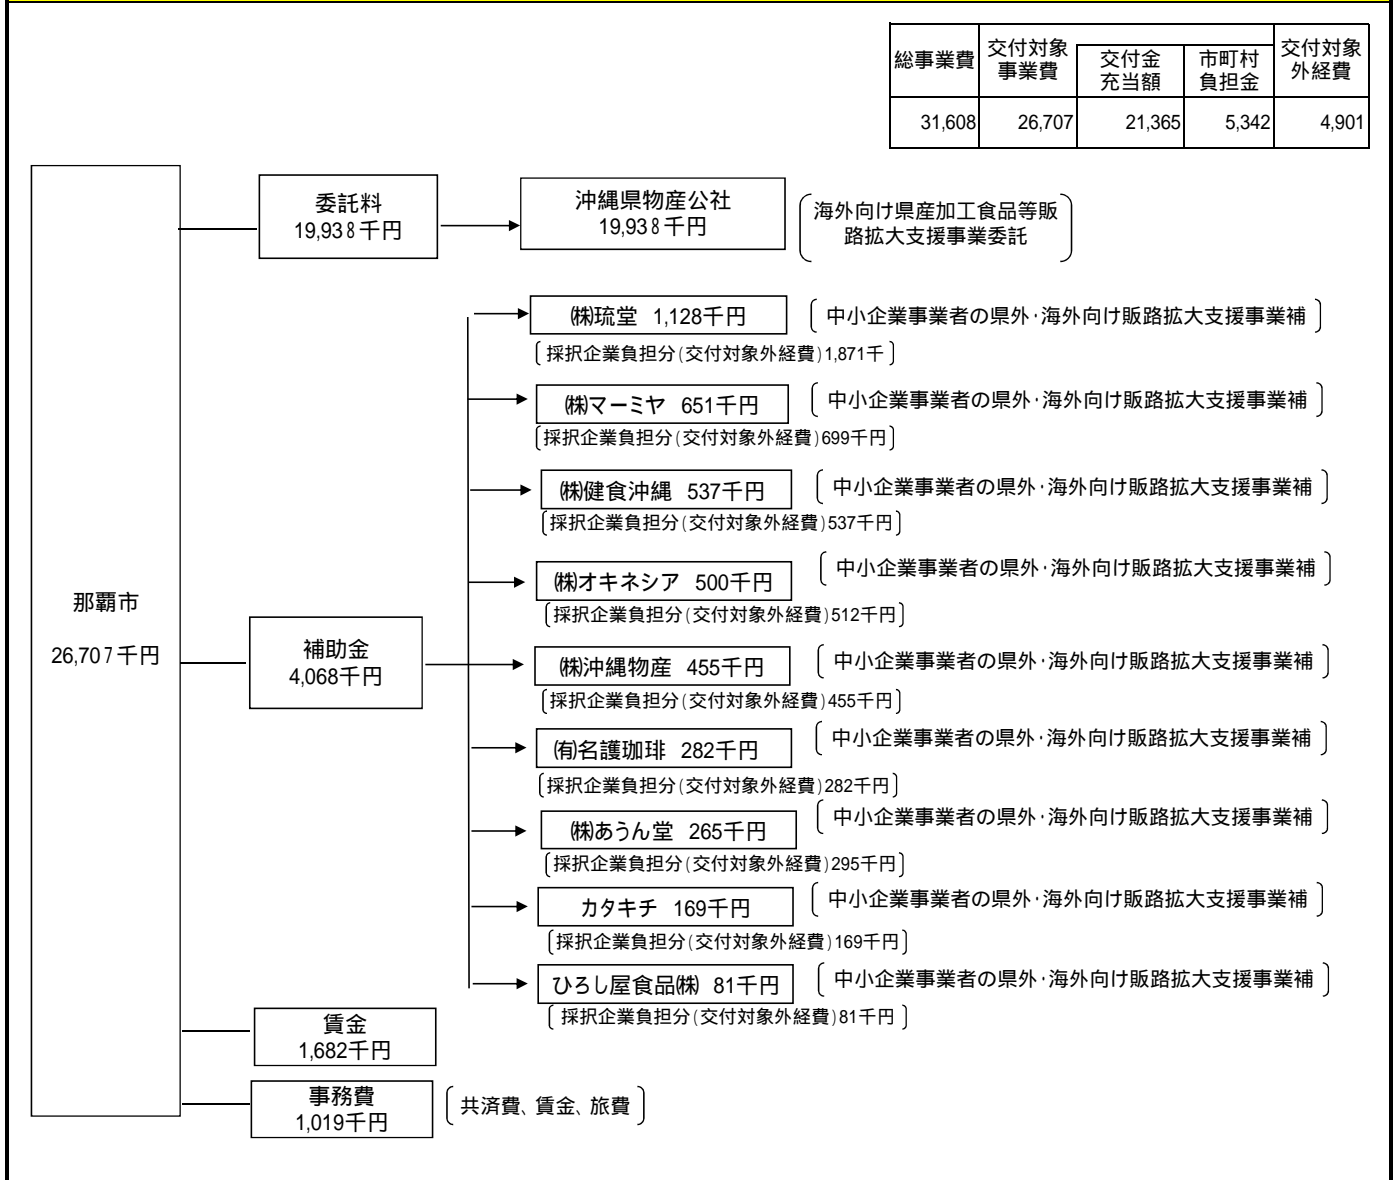 総事業費 交付対象事業費 交付金充当額 市町村負担金 交付対象外経費
31,608 26,707 21,365 5,342 4,901
那覇市
26,707千円
委託料
19,938千円
沖縄県物産公社
19,938千円
海外向け県産加工食品等販
路拡大支援事業委託
補助金
4,068千円
㈱琉堂 1,128千円
中小企業事業者の県外・海外向け販路拡大支援事業補
採択企業負担分(交付対象外経費)1,871千
㈱マーミヤ 651千円
中小企業事業者の県外・海外向け販路拡大支援事業補
採択企業負担分(交付対象外経費)699千円
㈱健食沖縄 537千円
中小企業事業者の県外・海外向け販路拡大支援事業補
採択企業負担分(交付対象外経費)537千円
㈱オキネシア 500千円
中小企業事業者の県外・海外向け販路拡大支援事業補
採択企業負担分(交付対象外経費)512千円
㈱沖縄物産 455千円
中小企業事業者の県外・海外向け販路拡大支援事業補
採択企業負担分(交付対象外経費)455千円
㈲名護珈琲 282千円
中小企業事業者の県外・海外向け販路拡大支援事業補
採択企業負担分(交付対象外経費)282千円
㈱あうん堂 265千円
中小企業事業者の県外・海外向け販路拡大支援事業補
採択企業負担分(交付対象外経費)295千円
カタキチ 169千円
中小企業事業者の県外・海外向け販路拡大支援事業補
採択企業負担分(交付対象外経費)169千円
ひろし屋食品㈱ 81千円
中小企業事業者の県外・海外向け販路拡大支援事業補
採択企業負担分(交付対象外経費)81千円
賃金
1,682千円
事務費
1,019千円
共済費、賃金、旅費